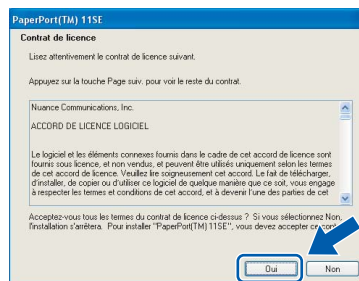 PaperPort(TM) 11SE
Contrat de licence
Lisez attentivement le contrat de licence suivant.
Appuyez sur la touche Page suiv. pour voir le reste du contrat.
Nuance Communications, Inc.
ACCORD DE LICENCE LOGICIEL
Le logiciel et les éléments connexes fournis dans le cadre de cet accord de licence sont
fournis sous licence, et non vendus, et peuvent être utilisés uniquement selon les termes
de cet accord de licence. Veuillez lire soigneusement cet accord. Le fait de télécharger,
d'installer, de copier ou d'utiliser ce logiciel de quelque manière que ce soit, vous engage
à respecter les termes et conditions de cet accord, et à devenir l'une des parties de cet
Acceptez-vous tous les termes du contrat de licence ci-dessus ? Si vous sélectionnez Non,
l'installation s'arrêtera. Pour installer "PaperPort(TM) 11SE", vous devez accepter ce
Oui
Non